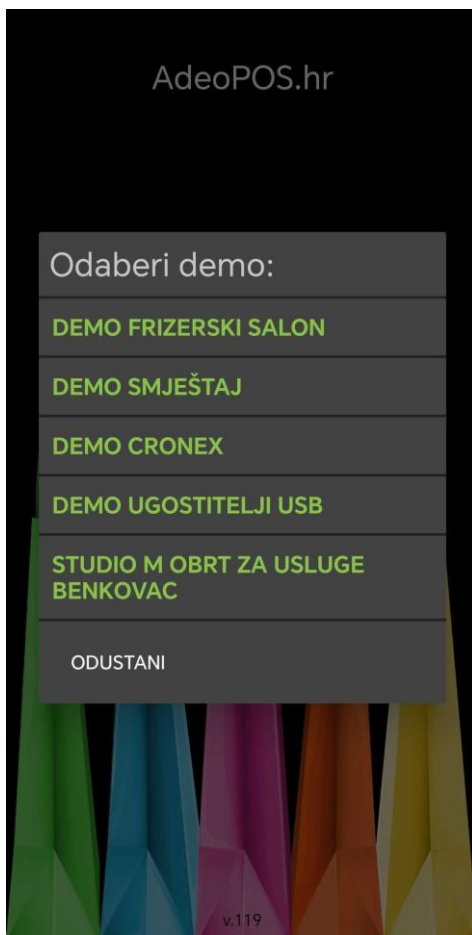 AdeoPOS.hr
Odaberi demo:
DEMO FRIZERSKI SALON
DEMO SMJEŠTAJ
DEMO CRONEX
DEMO UGOSTITELJI USB
STUDIO M OBRT ZA USLUGE
BENKOVAC
ODUSTANI
v.119